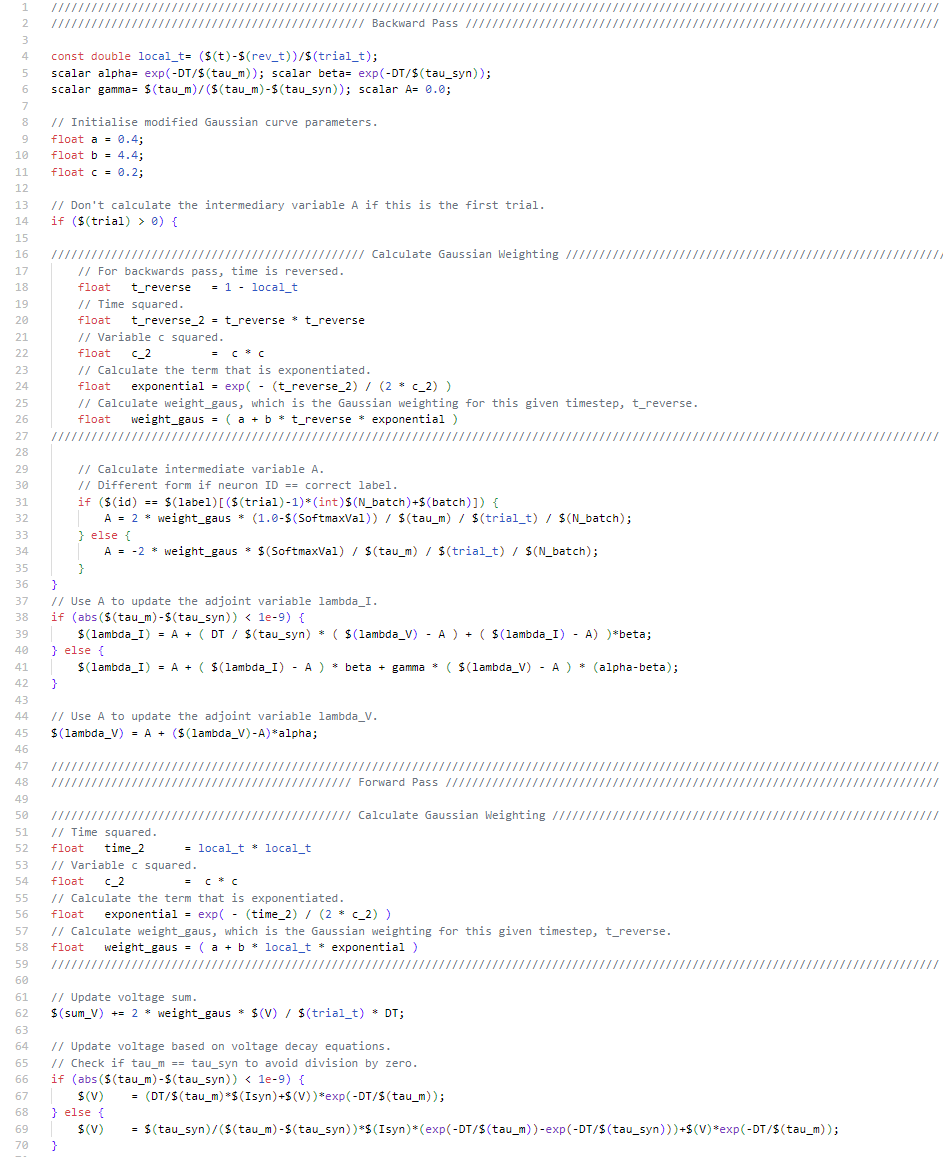 1 ////////////////////////////////////////////////////////////////////////////////////////////////////////////////////////////////////
2 /////////////////////////////////////////////// Backward Pass ///////////////////////////////////////////////////////////////////////
3
4 const double local_t= ($(t)-$(rev_t))/$(trial_t);
5 scalar alpha= exp(-DT/$(tau_m)); scalar beta= exp(-DT/$(tau_syn));
6 scalar gamma= $(tau_m)/($(tau_m)-$(tau_syn)); scalar A= 0.0;
7
8 // Initialise modified Gaussian curve parameters.
9 float a = 0.4;
10 float b = 4.4;
11 float c = 0.2;
12
13 // Don't calculate the intermediary variable A if this is the first trial.
14 if ($(trial) > 0) {
15
16 /////////////////////////////////////////////// Calculate Gaussian Weighting /////////////////////////////////////////////////////////
17 // For backwards pass, time is reversed.
18 float t_reverse = 1 - local_t
19 // Time squared.
20 float t_reverse_2 = t_reverse * t_reverse
21 // Variable c squared.
22 float c_2 = c * c
23 // Calculate the term that is exponentiated.
24 float exponential = exp( - (t_reverse_2) / (2 * c_2) )
25 // Calculate weight_gaus, which is the Gaussian weighting for this given timestep, t_reverse.
26 float weight_gaus = ( a + b * t_reverse * exponential )
27 ////////////////////////////////////////////////////////////////////////////////////////////////////////////////////////////////////
28
29 // Calculate intermediate variable A.
30 // Different form if neuron ID == correct label.
31 if ($(id) == $(label)[($(trial)-1)*(int)$(N_batch)+$(batch)]) {
32 A = 2 * weight_gaus * (1.0-$(SoftmaxVal)) / $(tau_m) / $(trial_t) / $(N_batch);
33 } else {
34 A = -2 * weight_gaus * $(SoftmaxVal) / $(tau_m) / $(trial_t) / $(N_batch);
35 }
36 }
37 // Use A to update the adjoint variable lambda_I.
38 if (abs($(tau_m)-$(tau_syn)) < 1e-9) {
39 $(lambda_I) = A + ( DT / $(tau_syn) * ( $(lambda_V) - A ) + ( $(lambda_I) - A) )*beta;
40 } else {
41 $(lambda_I) = A + ( $(lambda_I) - A ) * beta + gamma * ( $(lambda_V) - A ) * (alpha-beta);
42 }
43
44 // Use A to update the adjoint variable lambda_V.
45 $(lambda_V) = A + ($(lambda_V)-A)*alpha;
46
47 ////////////////////////////////////////////////////////////////////////////////////////////////////////////////////////////////////
48 ///////////////////////////////////////////// Forward Pass //////////////////////////////////////////////////////////////////////////
49
50 ///////////////////////////////////////////// Calculate Gaussian Weighting //////////////////////////////////////////////////////////
51 // Time squared.
52 float time_2 = local_t * local_t
53 // Variable c squared.
54 float c_2 = c * c
55 // Calculate the term that is exponentiated.
56 float exponential = exp( - (time_2) / (2 * c_2) )
57 // Calculate weight_gaus, which is the Gaussian weighting for this given timestep, t_reverse.
58 float weight_gaus = ( a + b * local_t * exponential )
59 ////////////////////////////////////////////////////////////////////////////////////////////////////////////////////////////////////
60
61 // Update voltage sum.
62 $(sum_V) += 2 * weight_gaus * $(V) / $(trial_t) * DT;
63
64 // Update voltage based on voltage decay equations.
65 // Check if tau_m == tau_syn to avoid division by zero.
66 if (abs($(tau_m)-$(tau_syn)) < 1e-9) {
67 $(V) = (DT/$(tau_m)*$(Isyn)+$(V))*exp(-DT/$(tau_m));
68 } else {
69 $(V) = $(tau_syn)/($(tau_m)-$(tau_syn))*$(Isyn)*(exp(-DT/$(tau_m))-exp(-DT/$(tau_syn)))+$(V)*exp(-DT/$(tau_m));
70 }